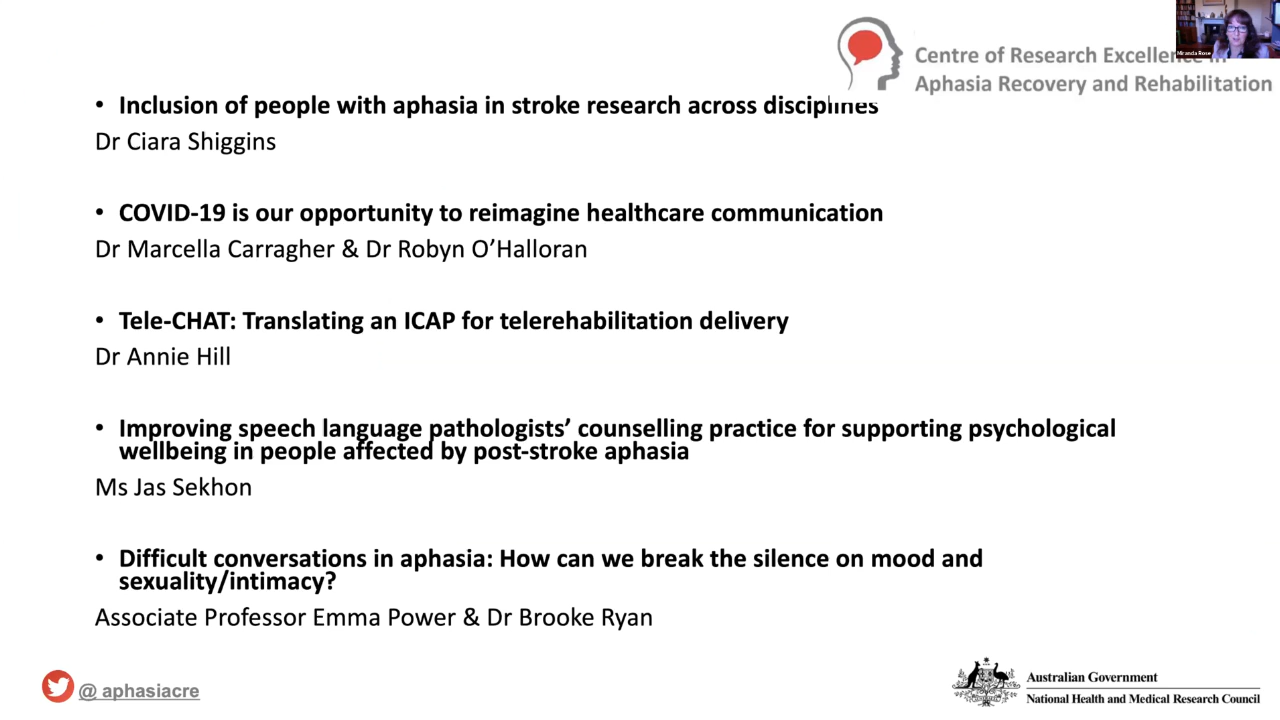 Miranda Rose
Centre of Research Excellence in
Aphasia Recovery and Rehabilitation
• Inclusion of people with aphasia in stroke research across disciplines
Dr Ciara Shiggins
• COVID-19 is our opportunity to reimagine healthcare communication
Dr Marcella Carragher & Dr Robyn O’Halloran
• Tele-CHAT: Translating an ICAP for telerehabilitation delivery
Dr Annie Hill
• Improving speech language pathologists’ counselling practice for supporting psychological
wellbeing in people affected by post-stroke aphasia
Ms Jas Sekhon
• Difficult conversations in aphasia: How can we break the silence on mood and
sexuality/intimacy?
Associate Professor Emma Power & Dr Brooke Ryan
@ aphasiacre
Australian Government
National Health and Medical Research Council